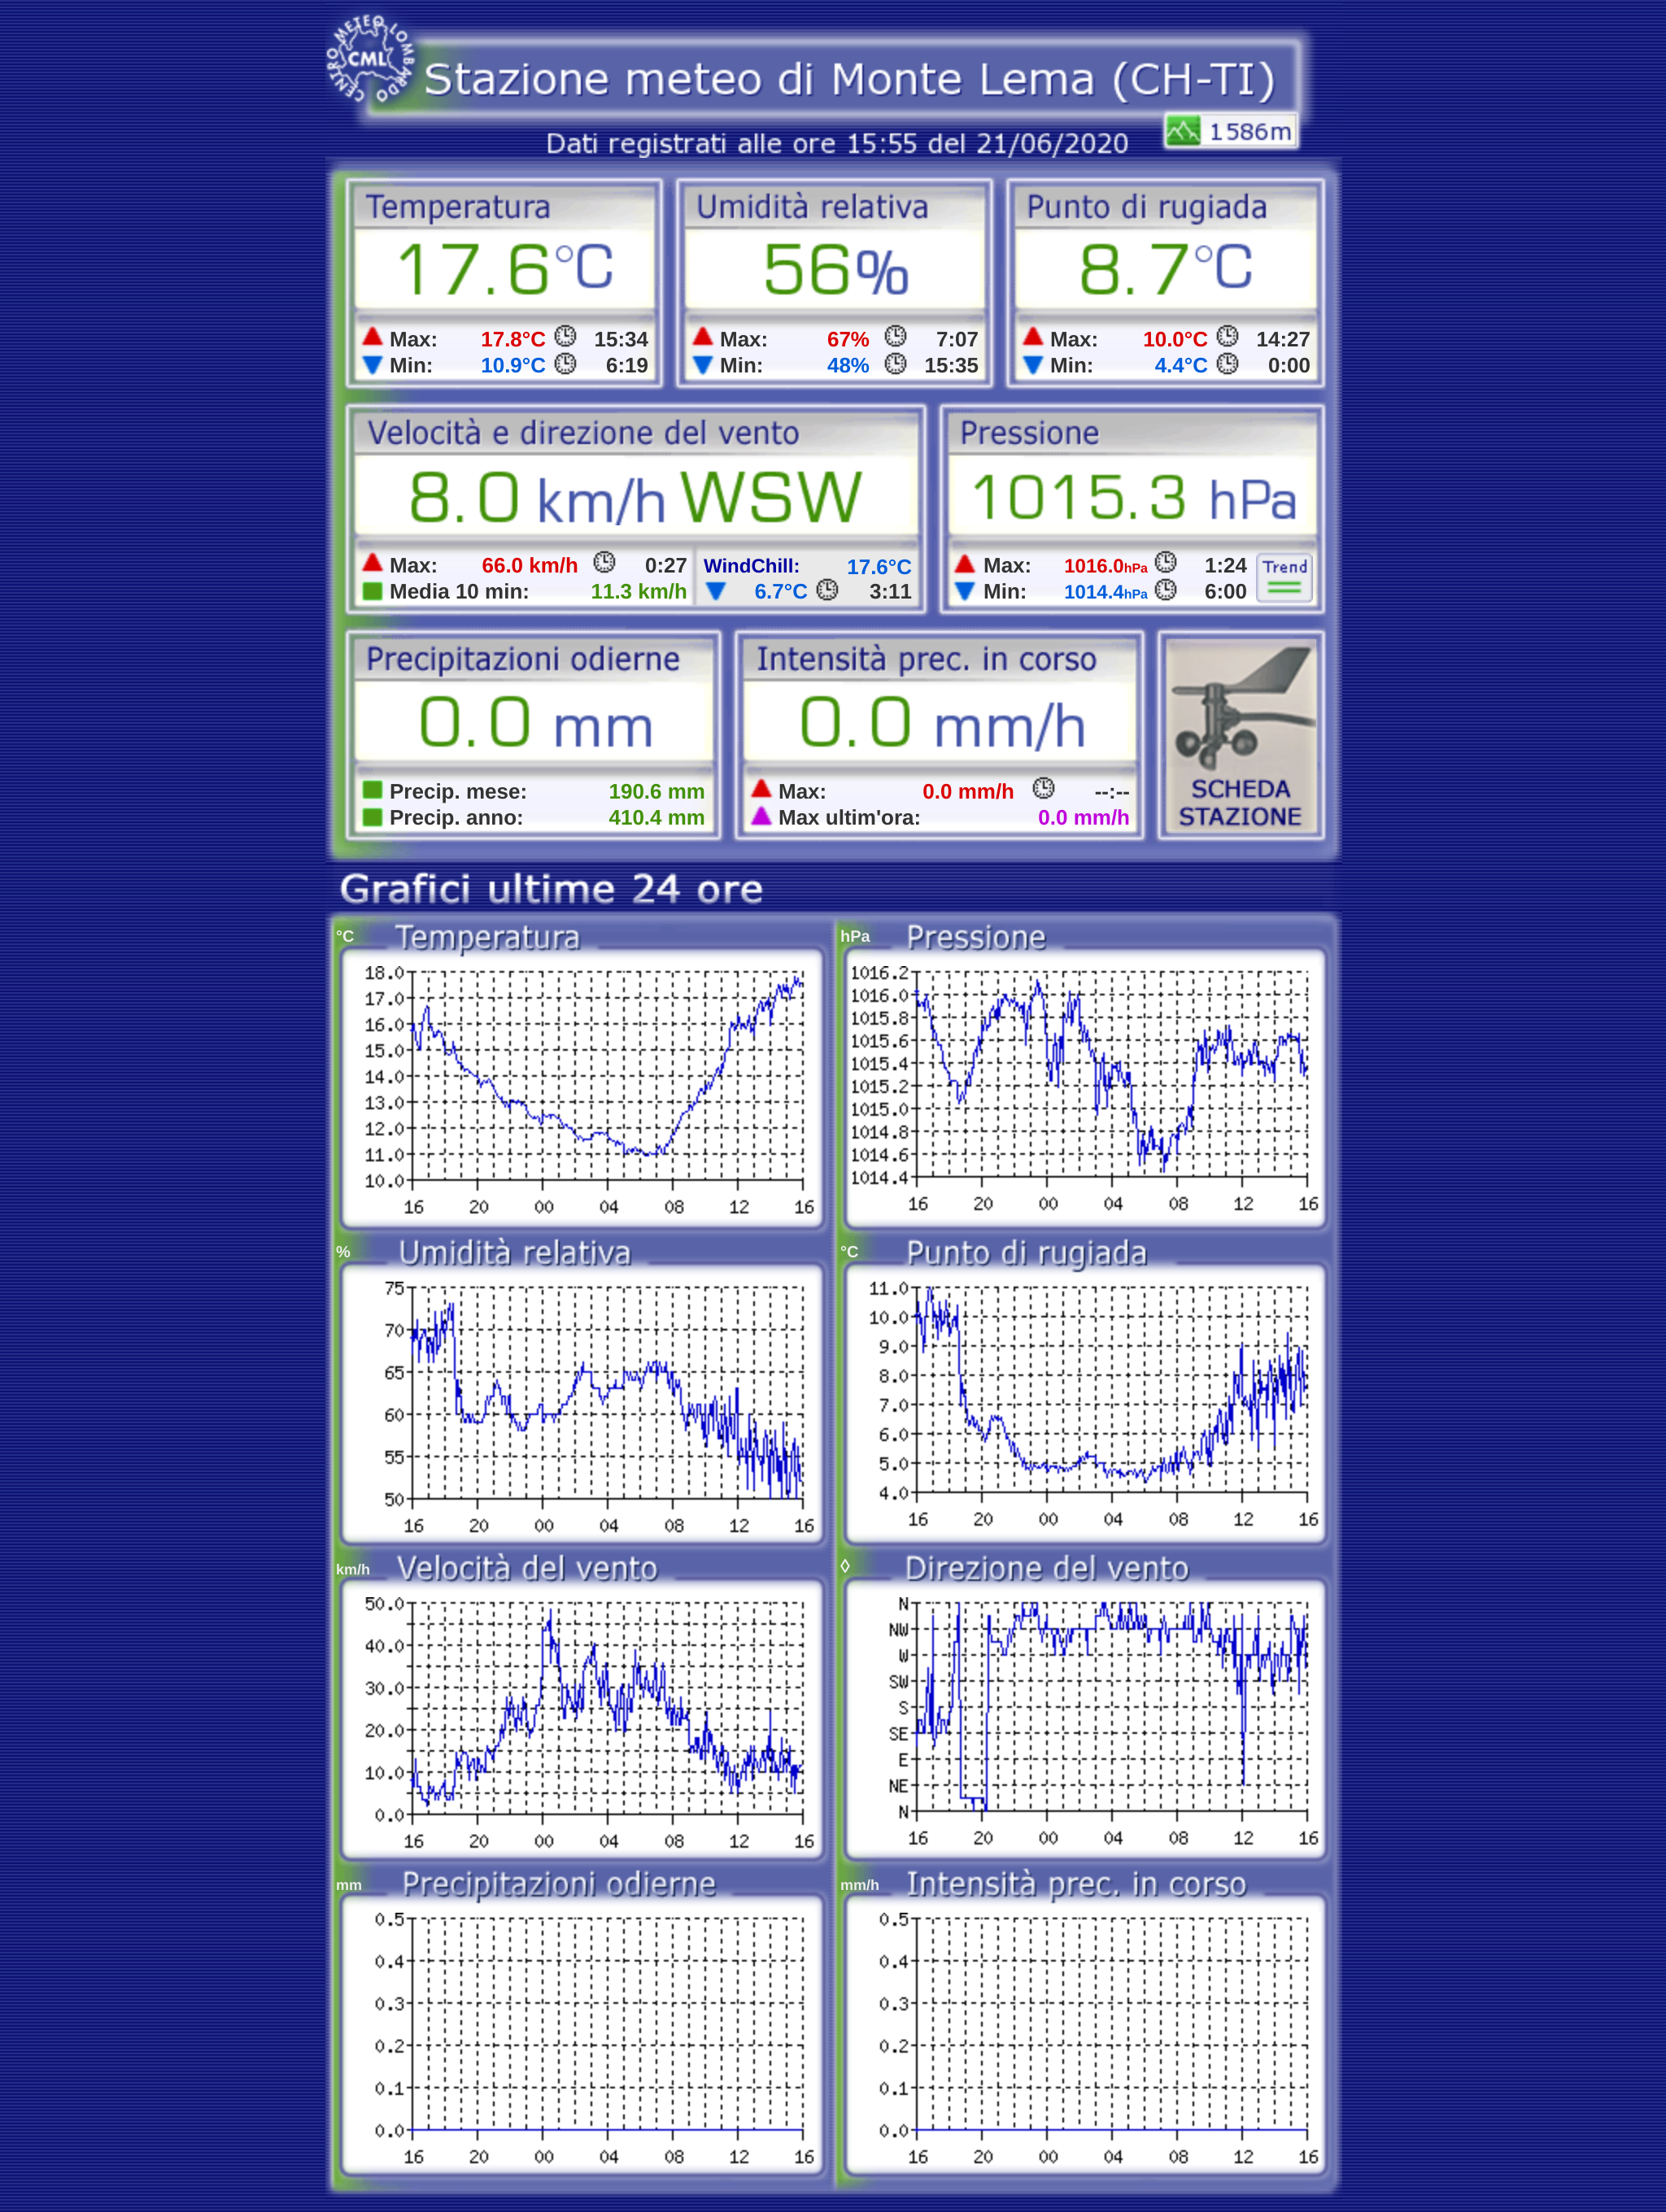 CENTRO METEO LOMBARDO
CML
Stazione meteo di Monte Lema (CH-TI)
Dati registrati alle ore 15:55 del 21/06/2020
1586m
Temperatura
17.6°C
Max: 17.8°C 15:34
Min: 10.9°C 6:19
Umidità relativa
56%
Max: 67% 7:07
Min: 48% 15:35
Punto di rugiada
8.7°C
Max: 10.0°C 14:27
Min: 4.4°C 0:00
Velocità e direzione del vento
8.0 km/h WSW
Max: 66.0 km/h 0:27
Media 10 min: 11.3 km/h
WindChill: 17.6°C
6.7°C 3:11
Pressione
1015.3 hPa
Max: 1016.0hPa 1:24
Min: 1014.4hPa 6:00
Trend
Precipitazioni odierne
0.0 mm
Precip. mese: 190.6 mm
Precip. anno: 410.4 mm
Intensità prec. in corso
0.0 mm/h
Max: 0.0 mm/h --:--
Max ultim'ora: 0.0 mm/h
SCHEDA
STAZIONE
Grafici ultime 24 ore
°C Temperatura
18.0
17.0
16.0
15.0
14.0
13.0
12.0
11.0
10.0
16 20 00 04 08 12 16
hPa Pressione
1016.2
1016.0
1015.8
1015.6
1015.4
1015.2
1015.0
1014.8
1014.6
1014.4
16 20 00 04 08 12 16
% Umidità relativa
75
70
65
60
55
50
16 20 00 04 08 12 16
°C Punto di rugiada
11.0
10.0
9.0
8.0
7.0
6.0
5.0
4.0
16 20 00 04 08 12 16
km/h Velocità del vento
50.0
40.0
30.0
20.0
10.0
0.0
16 20 00 04 08 12 16
◊ Direzione del vento
N
NW
W
SW
S
SE
E
NE
N
16 20 00 04 08 12 16
mm Precipitazioni odierne
0.5
0.4
0.3
0.2
0.1
0.0
16 20 00 04 08 12 16
mm/h Intensità prec. in corso
0.5
0.4
0.3
0.2
0.1
0.0
16 20 00 04 08 12 16